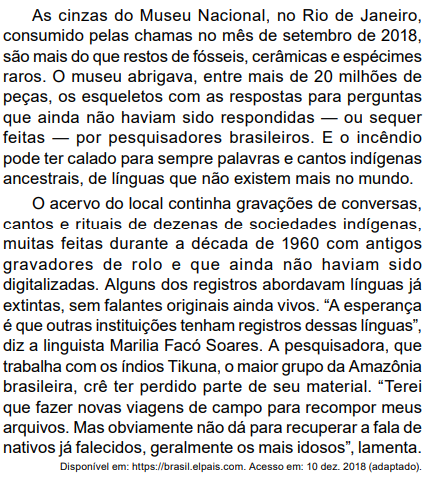 As cinzas do Museu Nacional, no Rio de Janeiro,
consumido pelas chamas no mês de setembro de 2018,
são mais do que restos de fósseis, cerâmicas e espécimes
raros. O museu abrigava, entre mais de 20 milhões de
peças, os esqueletos com as respostas para perguntas
que ainda não haviam sido respondidas — ou sequer
feitas — por pesquisadores brasileiros. E o incêndio
pode ter calado para sempre palavras e cantos indígenas
ancestrais, de línguas que não existem mais no mundo.
O acervo do local continha gravações de conversas,
cantos e rituais de dezenas de sociedades indígenas,
muitas feitas durante a década de 1960 com antigos
gravadores de rolo e que ainda não haviam sido
digitalizadas. Alguns dos registros abordavam línguas já
extintas, sem falantes originais ainda vivos. “A esperança
é que outras instituições tenham registros dessas línguas”,
diz a linguista Marilia Facó Soares. A pesquisadora, que
trabalha com os índios Tikuna, o maior grupo da Amazônia
brasileira, crê ter perdido parte de seu material. “Terei
que fazer novas viagens de campo para recompor meus
arquivos. Mas obviamente não dá para recuperar a fala de
nativos já falecidos, geralmente os mais idosos”, lamenta.
Disponível em: https://brasil.elpais.com. Acesso em: 10 dez. 2018 (adaptado).